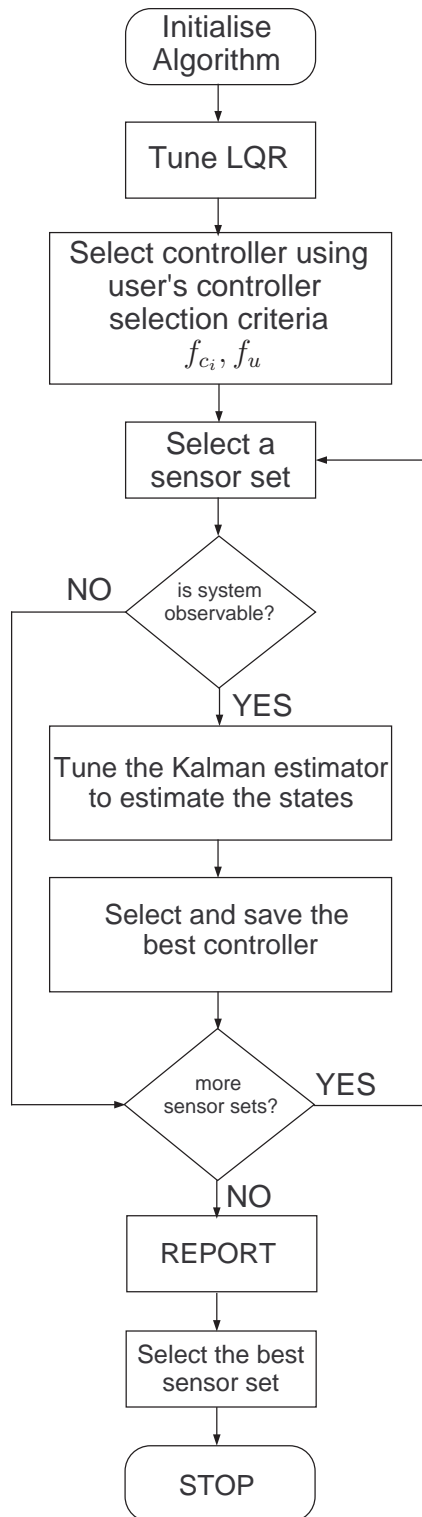 Initialise
Algorithm
Tune LQR
Select controller using
user's controller
selection criteria
f_{c_i}, f_u
Select a
sensor set
NO
is system
observable?
YES
Tune the Kalman estimator
to estimate the states
Select and save the
best controller
more
sensor sets?
YES
NO
REPORT
Select the best
sensor set
STOP